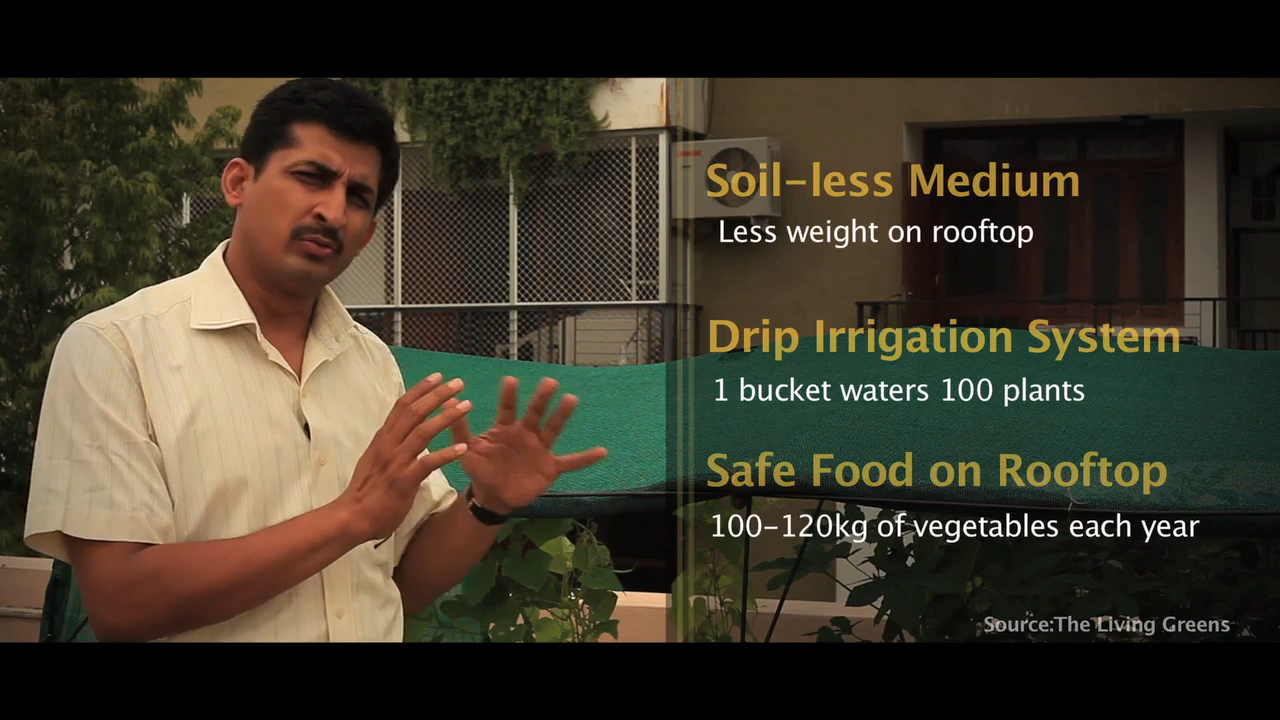 Soil-less Medium
Less weight on rooftop
Drip Irrigation System
1 bucket waters 100 plants
Safe Food on Rooftop
100-120kg of vegetables each year
Source:The Living Greens